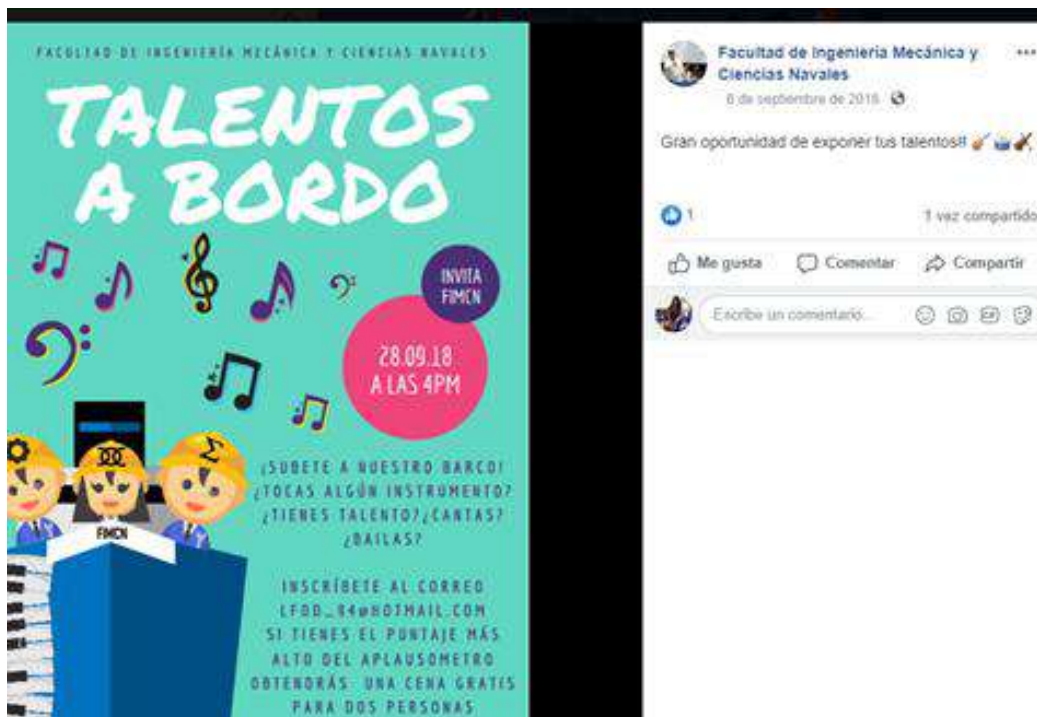 FACULTAD DE INGENIERÍA MECÁNICA Y CIENCIAS NAVALES
TALENTOS
A BORDO
INVITA
FIMCN
28.09.18
A LAS 4PM
Σ
FIMCN
¡SUBETE A NUESTRO BARCO!
¿TOCAS ALGÚN INSTRUMENTO?
¿TIENES TALENTO?¿CANTAS?
¿BAILAS?
INSCRÍBETE AL CORREO
@HOTMAIL.COM
SI TIENES EL PUNTAJE MÁS
ALTO DEL APLAUSOMETRO
OBTENDRÁS UNA CENA GRATIS
PARA DOS PERSONAS
Facultad de Ingeniería Mecánica y
Ciencias Navales
de septiembre de
Gran oportunidad de exponer tus talentos!!
1
1 vez compartido
Me gusta
Comentar
Compartir
Escribe un comentario...
GIF